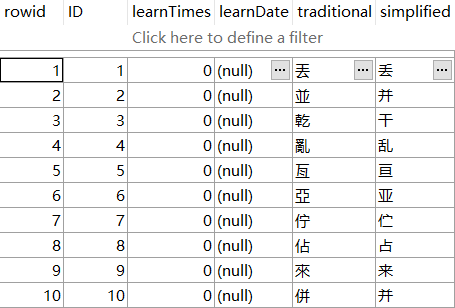 rowid ID learnTimes learnDate traditional simplified
Click here to define a filter
1 1 0 (null) ... 丟 ... 丢 ...
2 2 0 (null) 並 并
3 3 0 (null) 乾 干
4 4 0 (null) 亂 乱
5 5 0 (null) 亙 亘
6 6 0 (null) 亞 亚
7 7 0 (null) 佇 伫
8 8 0 (null) 佔 占
9 9 0 (null) 來 来
10 10 0 (null) 併 并